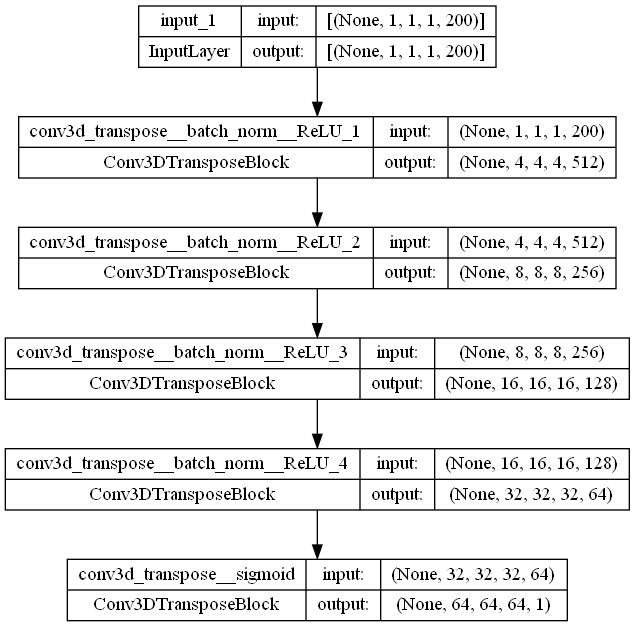 input_1 input: [(None, 1, 1, 1, 200)]
InputLayer output: [(None, 1, 1, 1, 200)]
conv3d_transpose__batch_norm__ReLU_1 input: (None, 1, 1, 1, 200)
Conv3DTransposeBlock output: (None, 4, 4, 4, 512)
conv3d_transpose__batch_norm__ReLU_2 input: (None, 4, 4, 4, 512)
Conv3DTransposeBlock output: (None, 8, 8, 8, 256)
conv3d_transpose__batch_norm__ReLU_3 input: (None, 8, 8, 8, 256)
Conv3DTransposeBlock output: (None, 16, 16, 16, 128)
conv3d_transpose__batch_norm__ReLU_4 input: (None, 16, 16, 16, 128)
Conv3DTransposeBlock output: (None, 32, 32, 32, 64)
conv3d_transpose__sigmoid input: (None, 32, 32, 32, 64)
Conv3DTransposeBlock output: (None, 64, 64, 64, 1)